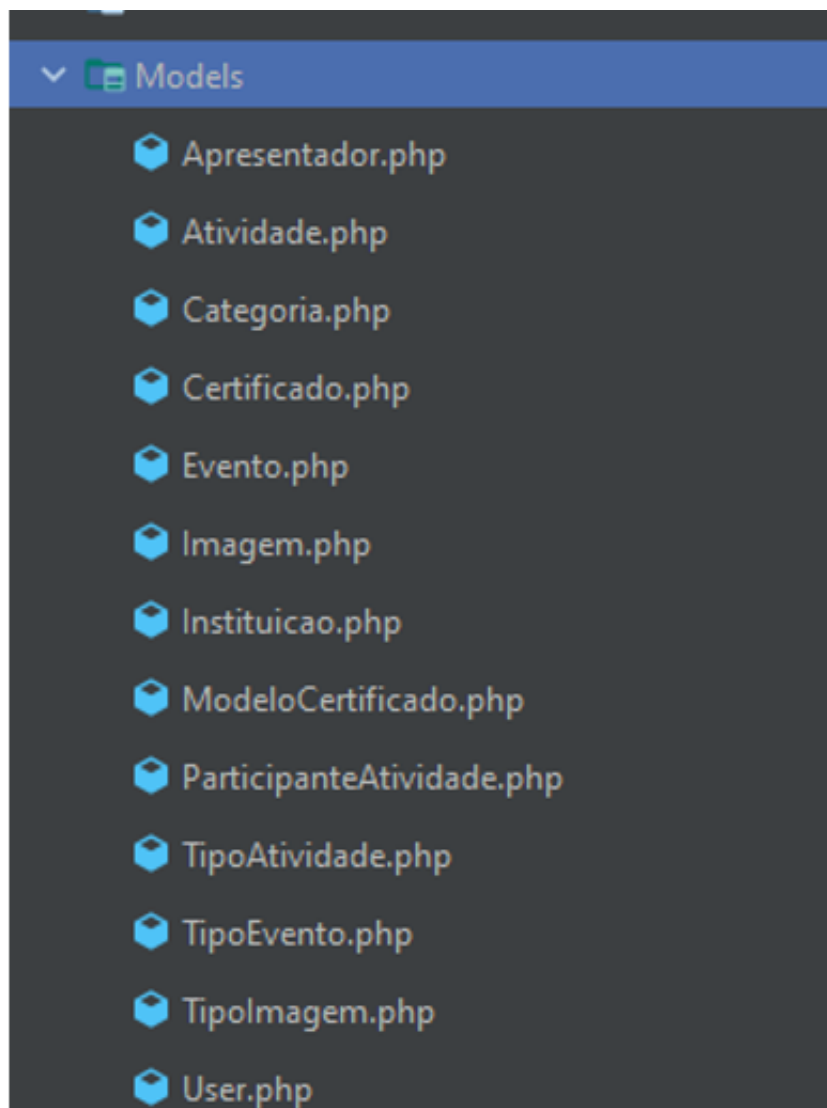 Models
Apresentador.php
Atividade.php
Categoria.php
Certificado.php
Evento.php
Imagem.php
Instituicao.php
ModeloCertificado.php
ParticipanteAtividade.php
TipoAtividade.php
TipoEvento.php
TipoImagem.php
User.php